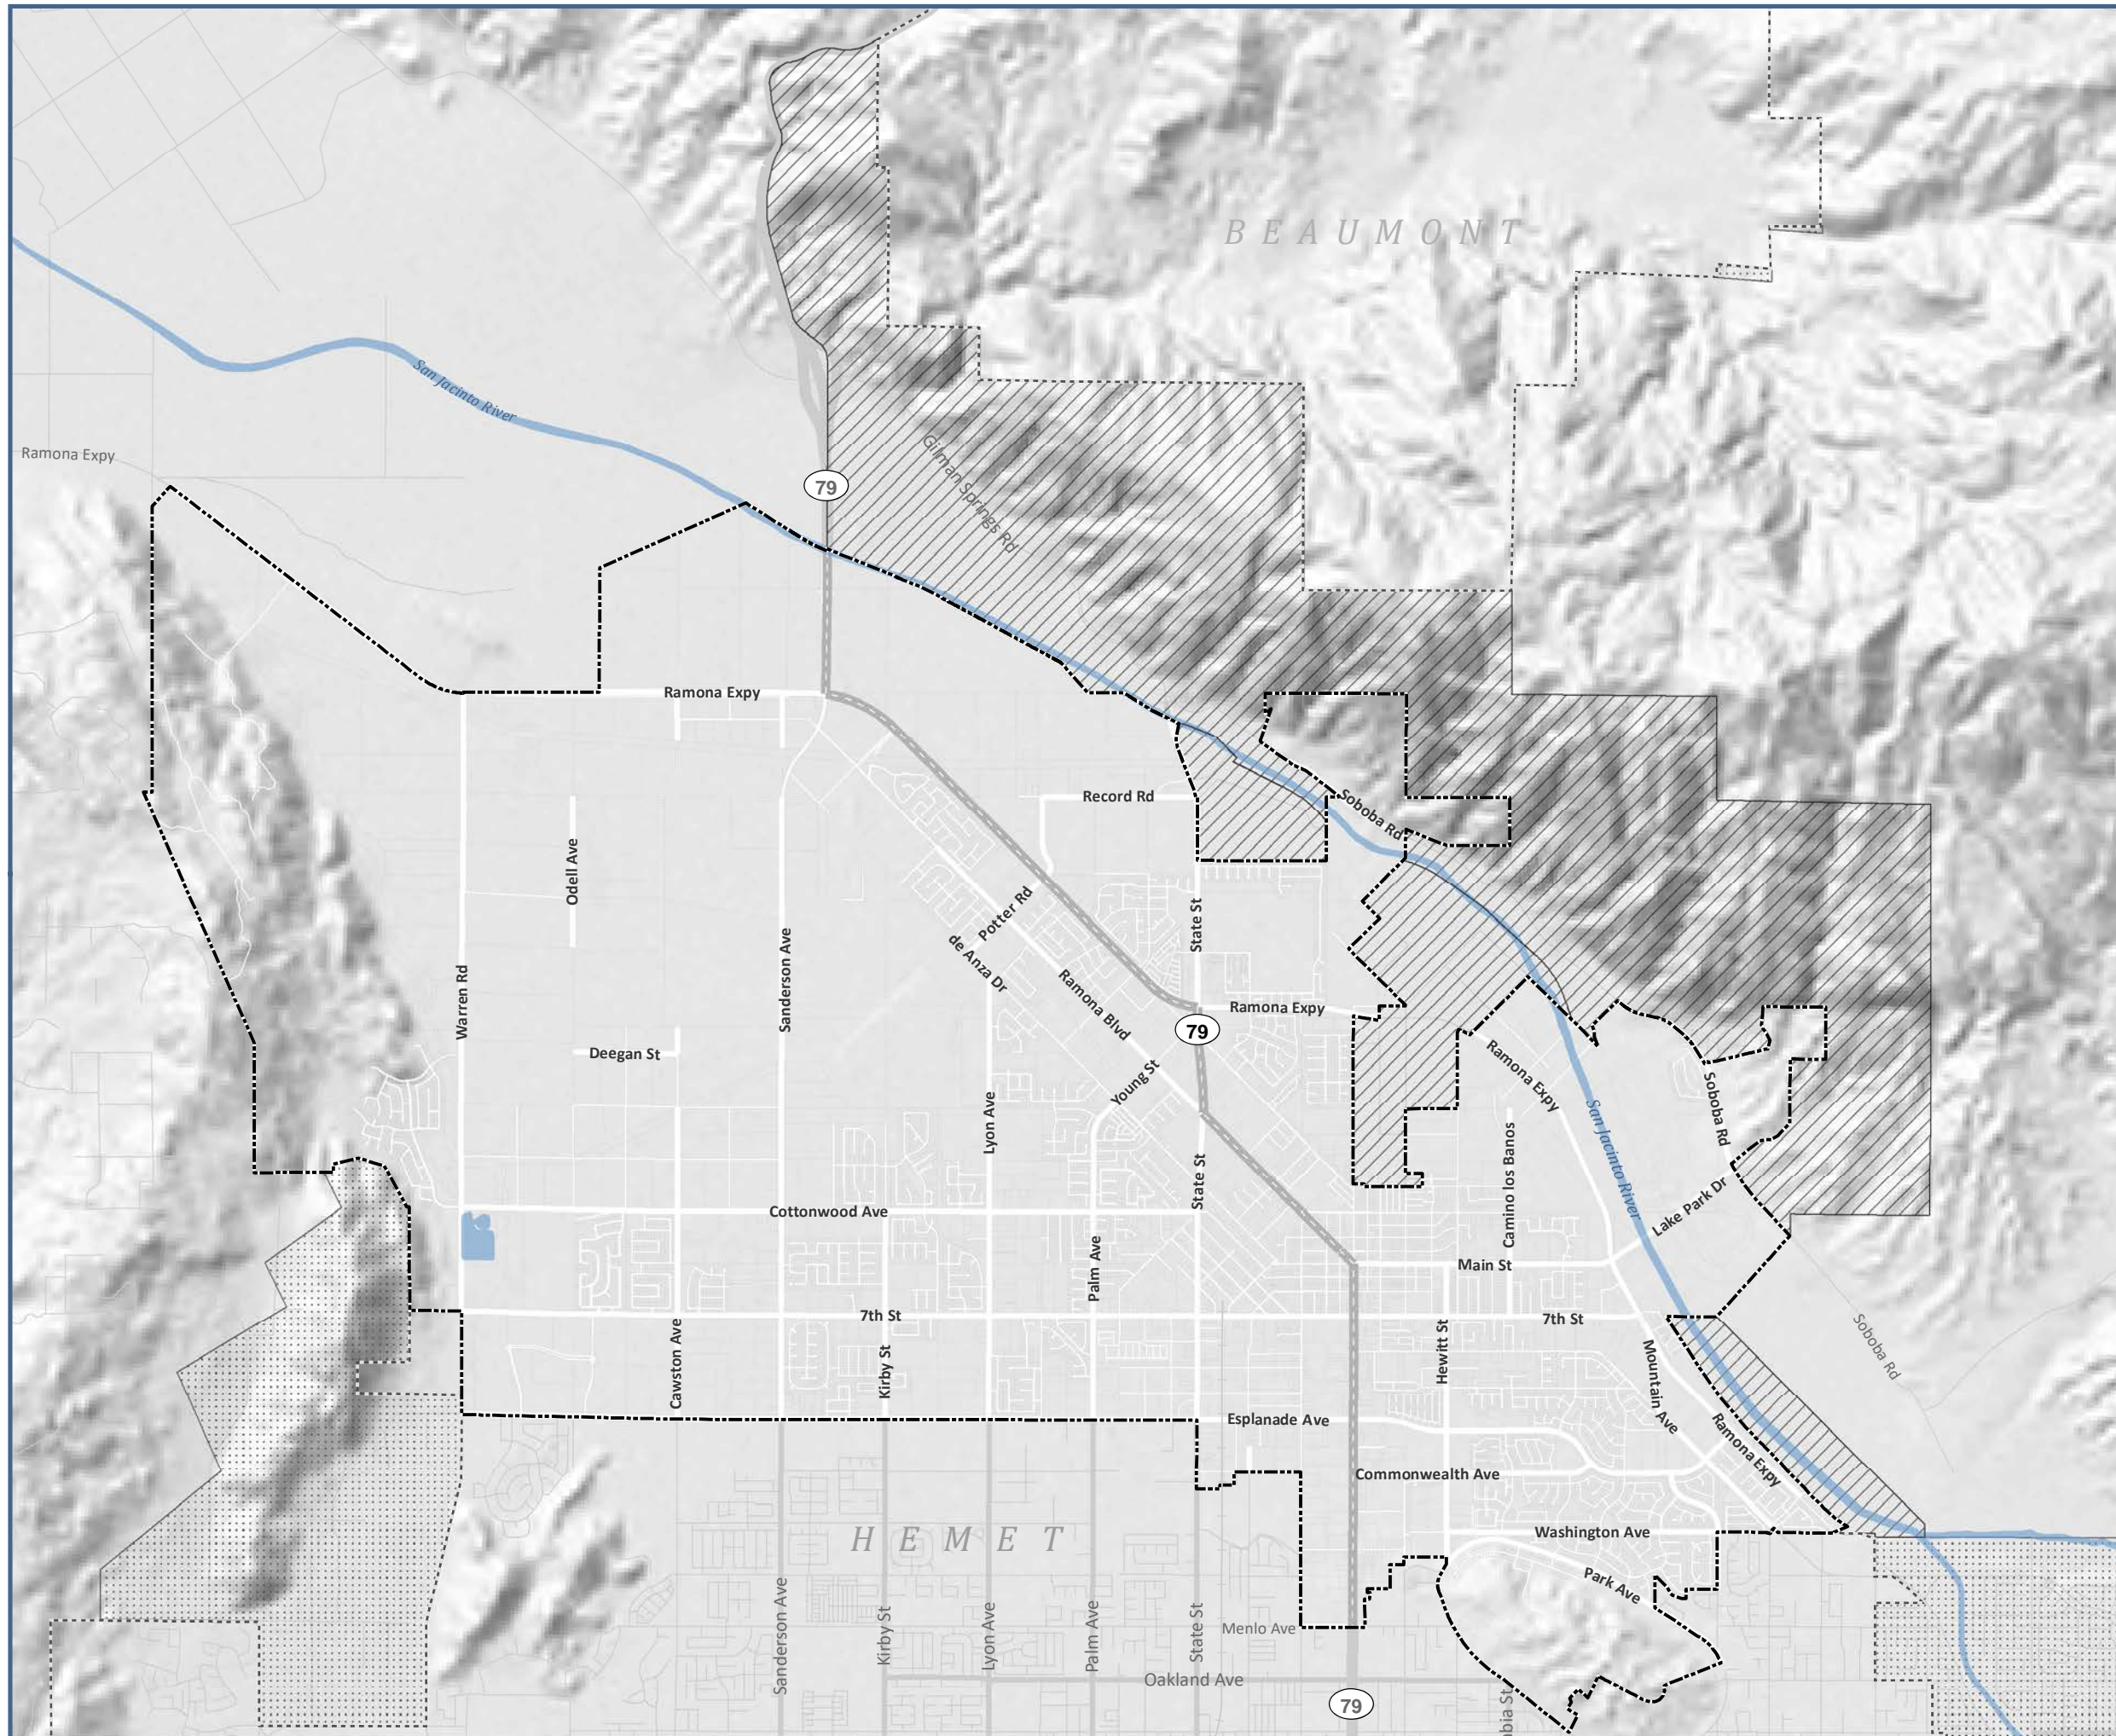 BEAUMONT
San Jacinto River
Ramona Expy
Gilman Springs Rd
79
Ramona Expy
Record Rd
Soboba Rd
Odell Ave
Potter Rd
State St
de Anza Dr
Sanderson Ave
Warren Rd
Ramona Blvd
Ramona Expy
79
Deegan St
Young St
Ramona Expy
Soboba Rd
Lyon Ave
San Jacinto River
Camino los Banos
State St
Lake Park Dr
Cottonwood Ave
Palm Ave
Main St
7th St
7th St
Soboba Rd
Cawston Ave
Kirby St
Hewitt St
Mountain Ave
Esplanade Ave
Ramona Expy
Commonwealth Ave
HEMET
Washington Ave
Park Ave
Sanderson Ave
Kirby St
Lyon Ave
Palm Ave
State St
Menlo Ave
Oakland Ave
79